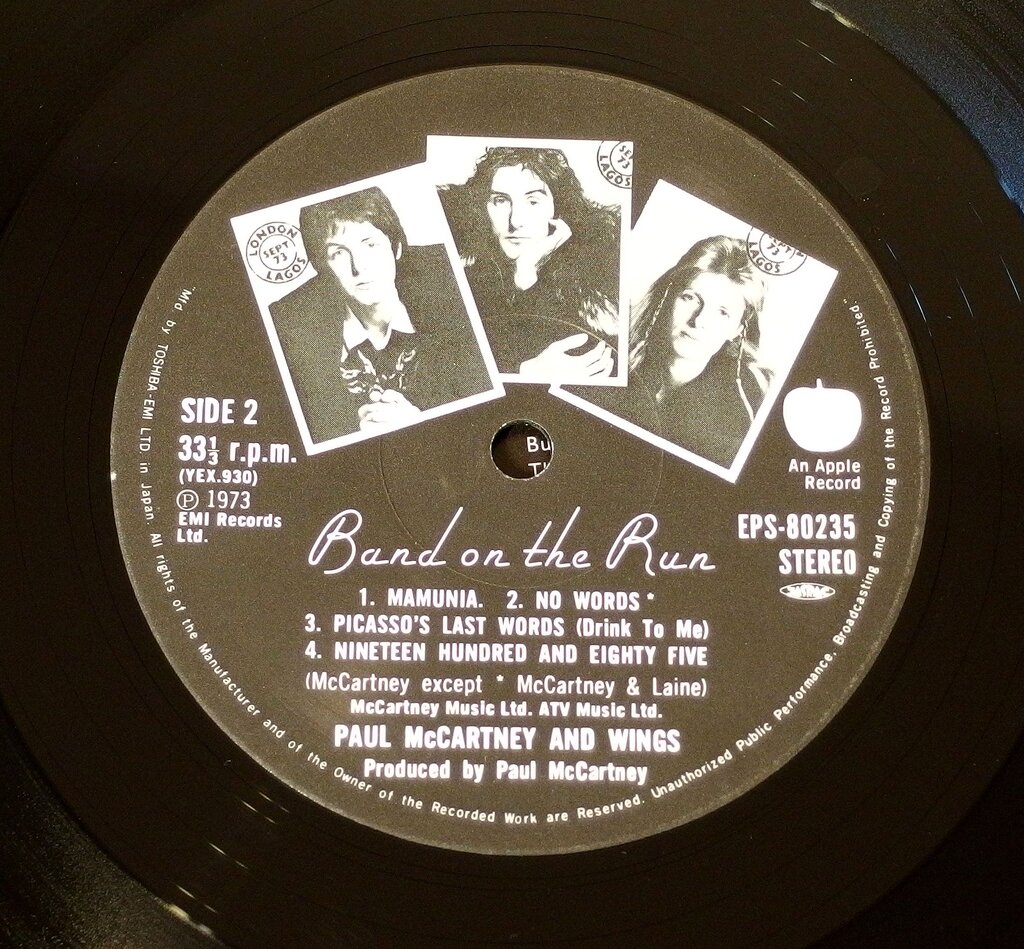 LONDON
SEPT
73
LAGOS
SE
73
LAGOS
73
LAGOS
SIDE 2
33⅓ r.p.m.
(YEX.930)
Ⓟ 1973
EMI Records
Ltd.
Bu
An Apple
Record
EPS-80235
STEREO
Band on the Run
1. MAMUNIA. 2. NO WORDS *
3. PICASSO'S LAST WORDS (Drink To Me)
4. NINETEEN HUNDRED AND EIGHTY FIVE
(McCartney except * McCartney & Laine)
McCartney Music Ltd. ATV Music Ltd.
PAUL McCARTNEY AND WINGS
Produced by Paul McCartney
"Mfd. by TOSHIBA-EMI LTD. in Japan. All rights of the Manufacturer and of the Owner of the Recorded Work are Reserved. Unauthorized Public Performance, Broadcasting and Copying of the Record Prohibited."